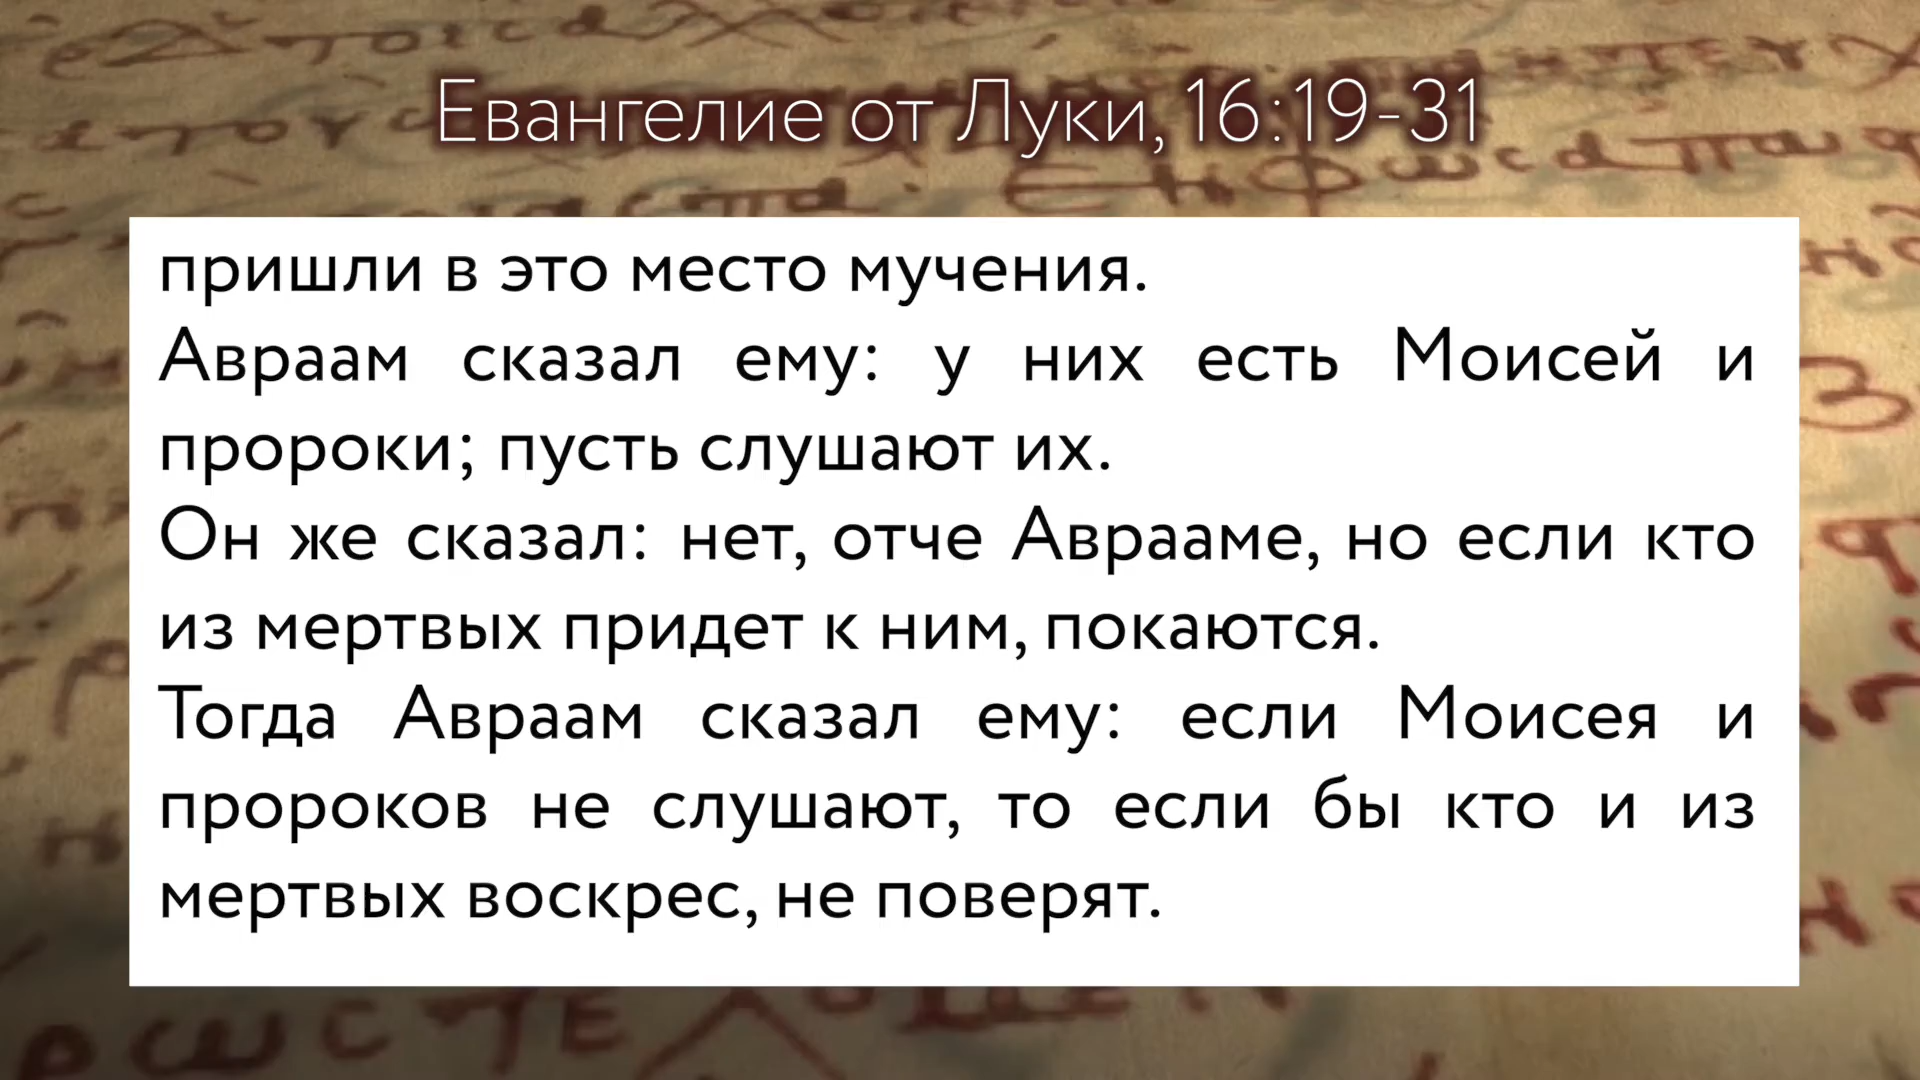 Евангелие от Луки, 16:19-31
пришли в это место мучения.
Авраам сказал ему: у них есть Моисей и
пророки; пусть слушают их.
Он же сказал: нет, отче Аврааме, но если кто
из мертвых придет к ним, покаются.
Тогда Авраам сказал ему: если Моисея и
пророков не слушают, то если бы кто и из
мертвых воскрес, не поверят.